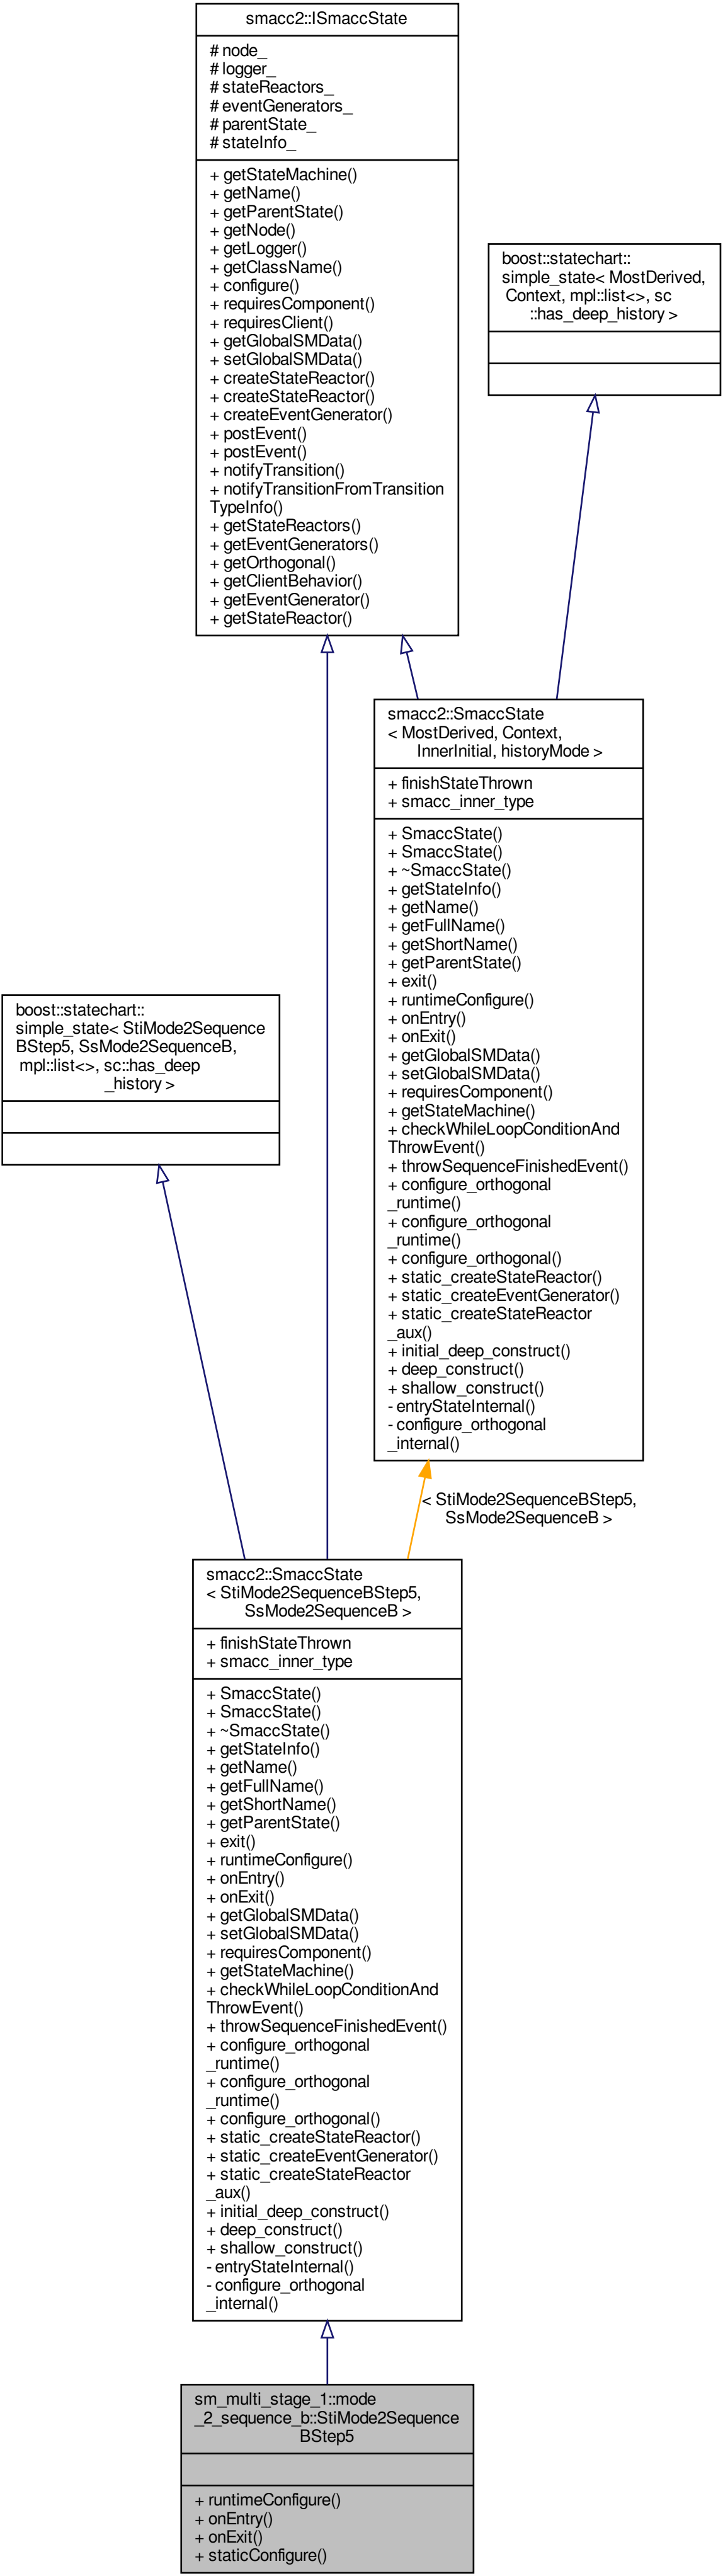 smacc2::ISmaccState
# node_
# logger_
# stateReactors_
# eventGenerators_
# parentState_
# stateInfo_
+ getStateMachine()
+ getName()
+ getParentState()
+ getNode()
+ getLogger()
+ getClassName()
+ configure()
+ requiresComponent()
+ requiresClient()
+ getGlobalSMData()
+ setGlobalSMData()
+ createStateReactor()
+ createStateReactor()
+ createEventGenerator()
+ postEvent()
+ postEvent()
+ notifyTransition()
+ notifyTransitionFromTransition
TypeInfo()
+ getStateReactors()
+ getEventGenerators()
+ getOrthogonal()
+ getClientBehavior()
+ getEventGenerator()
+ getStateReactor()
boost::statechart::
simple_state< MostDerived,
Context, mpl::list<>, sc
::has_deep_history >
smacc2::SmaccState
< MostDerived, Context,
InnerInitial, historyMode >
+ finishStateThrown
+ smacc_inner_type
+ SmaccState()
+ SmaccState()
+ ~SmaccState()
+ getStateInfo()
+ getName()
+ getFullName()
+ getShortName()
+ getParentState()
+ exit()
+ runtimeConfigure()
+ onEntry()
+ onExit()
+ getGlobalSMData()
+ setGlobalSMData()
+ requiresComponent()
+ getStateMachine()
+ checkWhileLoopConditionAnd
ThrowEvent()
+ throwSequenceFinishedEvent()
+ configure_orthogonal
_runtime()
+ configure_orthogonal
_runtime()
+ configure_orthogonal()
+ static_createStateReactor()
+ static_createEventGenerator()
+ static_createStateReactor
_aux()
+ initial_deep_construct()
+ deep_construct()
+ shallow_construct()
- entryStateInternal()
- configure_orthogonal
_internal()
boost::statechart::
simple_state< StiMode2Sequence
BStep5, SsMode2SequenceB,
mpl::list<>, sc::has_deep
_history >
< StiMode2SequenceBStep5,
SsMode2SequenceB >
smacc2::SmaccState
< StiMode2SequenceBStep5,
SsMode2SequenceB >
+ finishStateThrown
+ smacc_inner_type
+ SmaccState()
+ SmaccState()
+ ~SmaccState()
+ getStateInfo()
+ getName()
+ getFullName()
+ getShortName()
+ getParentState()
+ exit()
+ runtimeConfigure()
+ onEntry()
+ onExit()
+ getGlobalSMData()
+ setGlobalSMData()
+ requiresComponent()
+ getStateMachine()
+ checkWhileLoopConditionAnd
ThrowEvent()
+ throwSequenceFinishedEvent()
+ configure_orthogonal
_runtime()
+ configure_orthogonal
_runtime()
+ configure_orthogonal()
+ static_createStateReactor()
+ static_createEventGenerator()
+ static_createStateReactor
_aux()
+ initial_deep_construct()
+ deep_construct()
+ shallow_construct()
- entryStateInternal()
- configure_orthogonal
_internal()
sm_multi_stage_1::mode
_2_sequence_b::StiMode2Sequence
BStep5
+ runtimeConfigure()
+ onEntry()
+ onExit()
+ staticConfigure()